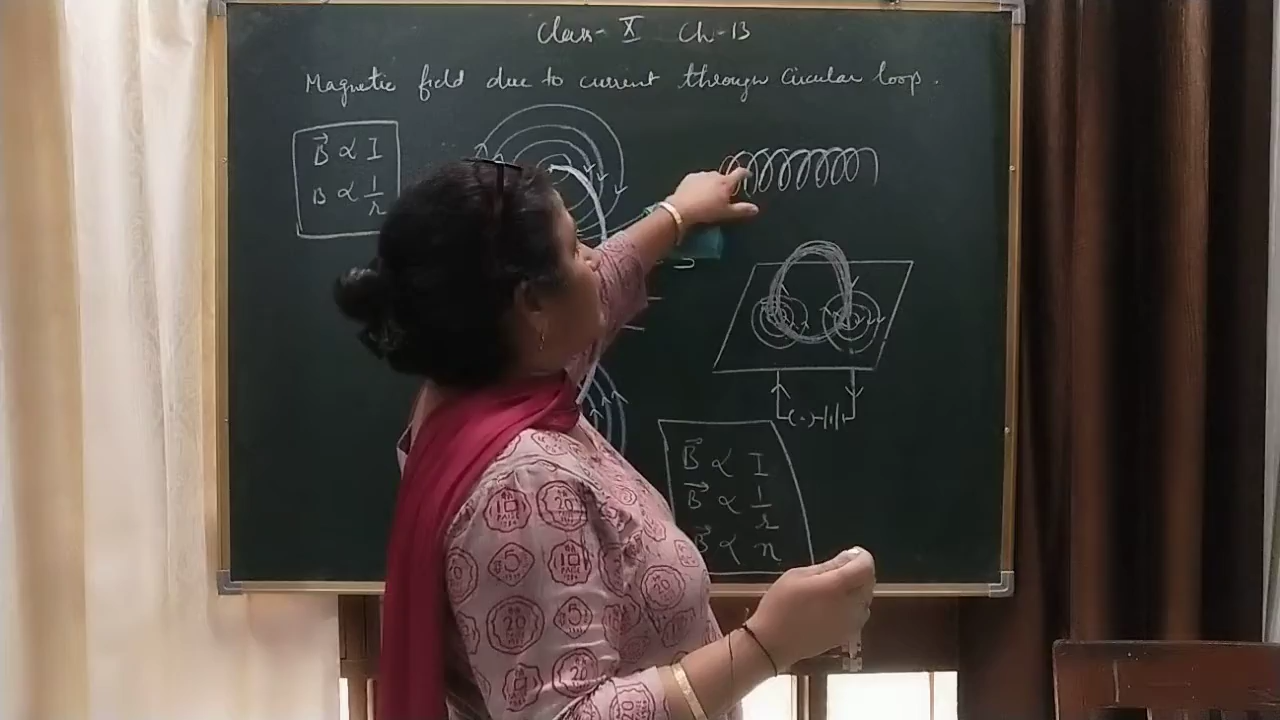 Class- X Ch-13
Magnetic field due to current through Circular loop.
B⃗ ∝ I
B ∝ 1/r
B⃗ ∝ I
B⃗ ∝ 1/r
B⃗ ∝ n